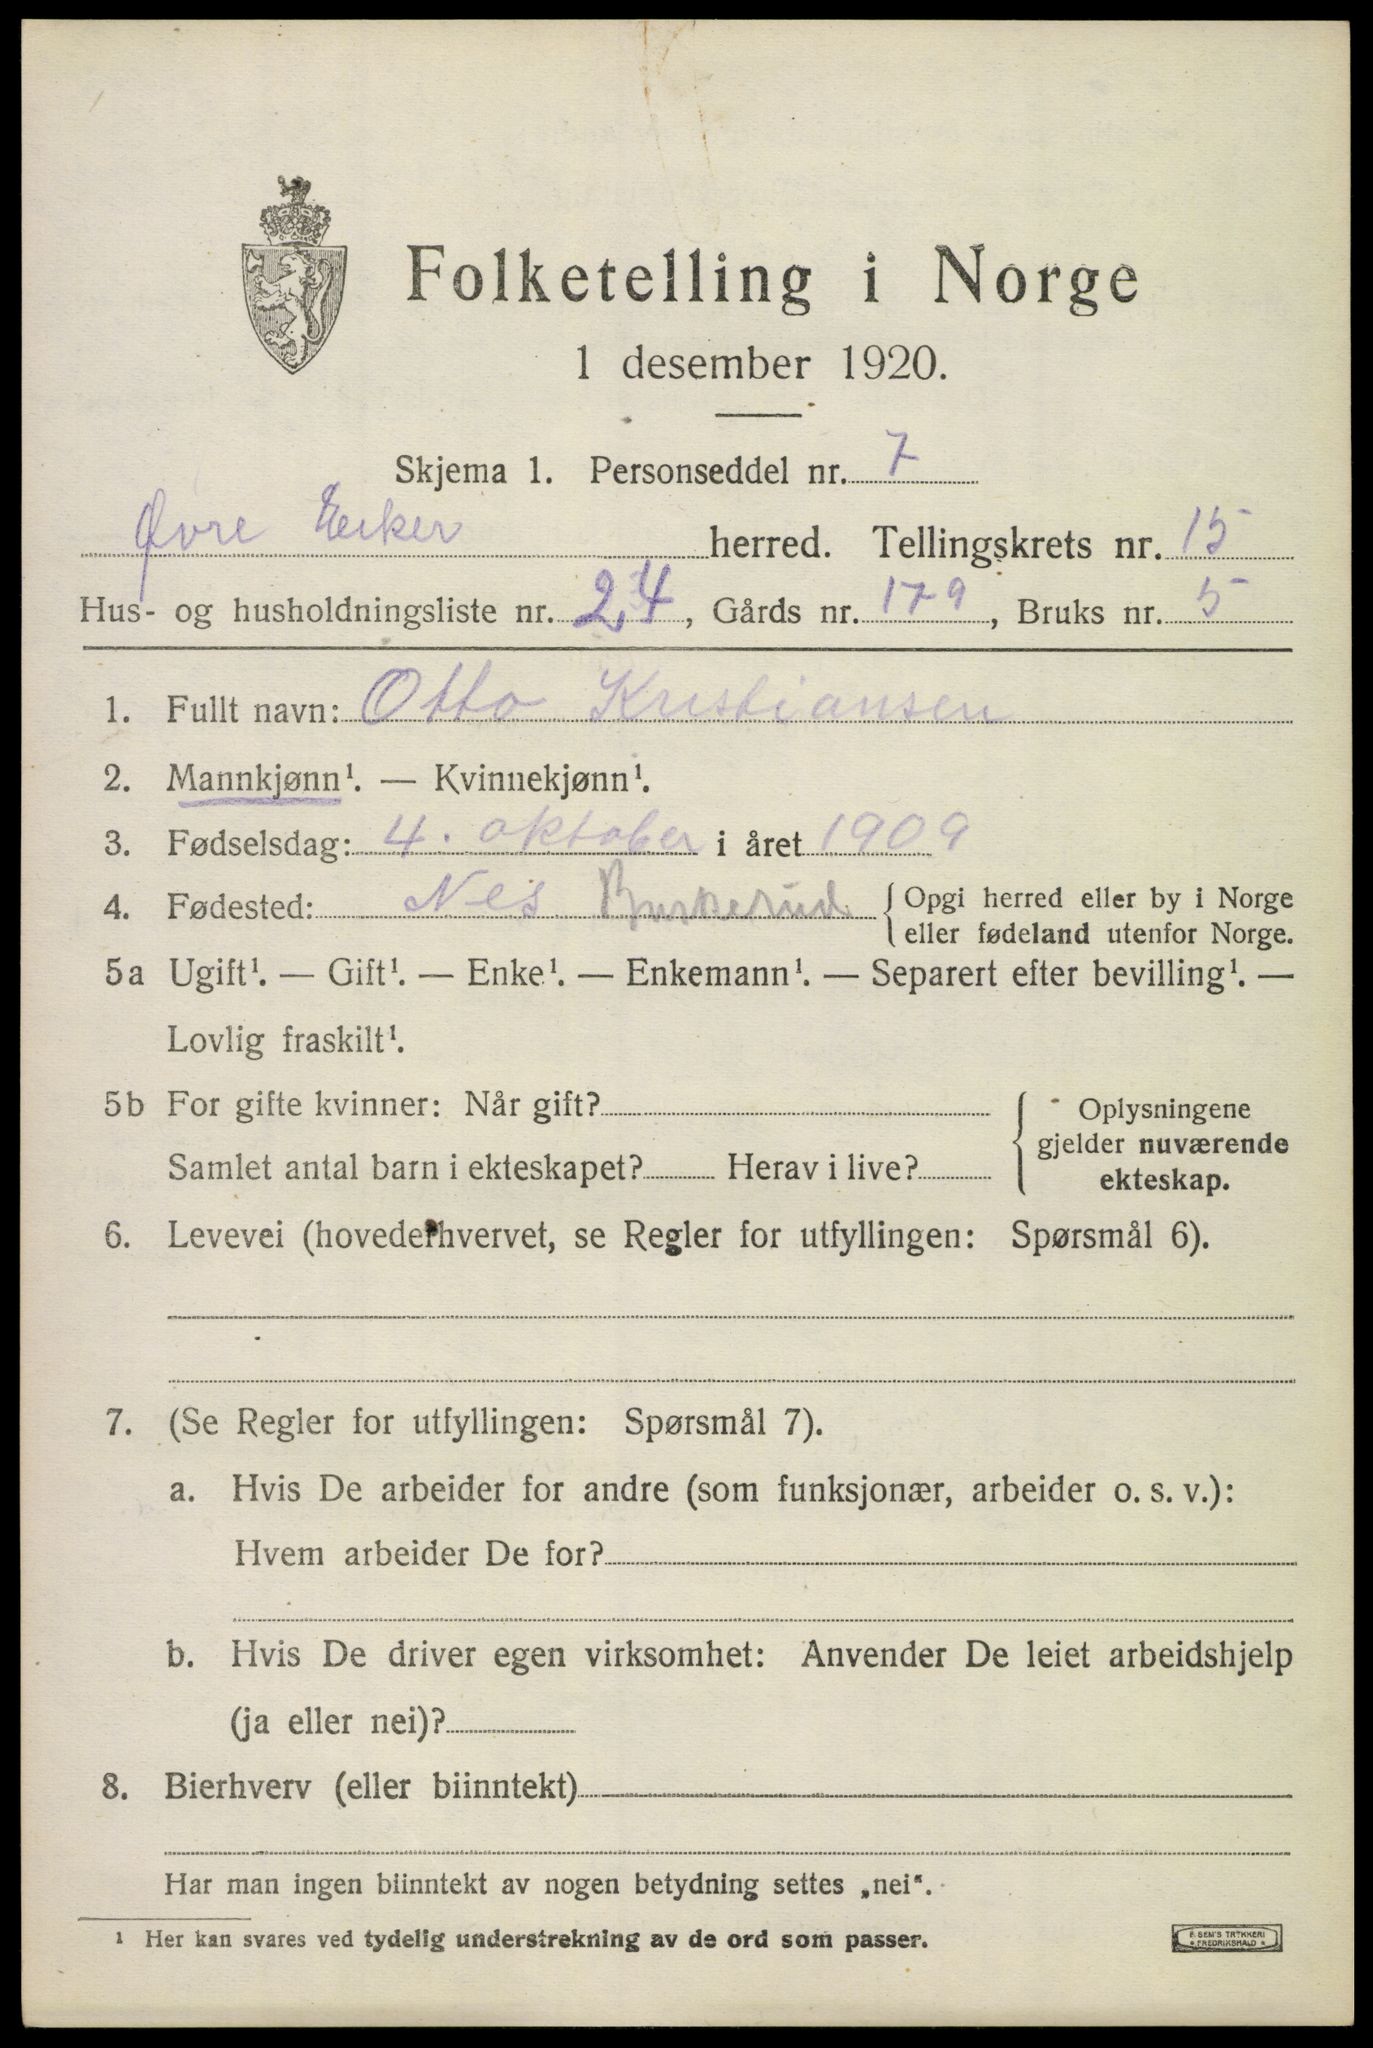 Folketelling i Norge
1 desember 1920.
Skjema 1. Personseddel nr. 7
Øvre Eiker herred. Tellingskrets nr. 15
Hus- og husholdningsliste nr. 24, Gårds nr. 179, Bruks nr. 5
1. Fullt navn: Otto Kristiansen
2. Mannkjønn¹. — Kvinnekjønn¹.
3. Fødselsdag: 4. oktober i året 1909
4. Fødested: Nes Buskerud { Opgi herred eller by i Norge
eller fødeland utenfor Norge.
5a Ugift¹. — Gift¹. — Enke¹. — Enkemann¹. — Separert efter bevilling¹. —
Lovlig fraskilt¹.
5b For gifte kvinner: Når gift?
Samlet antal barn i ekteskapet? Herav i live?
Oplysningene
gjelder nuværende
ekteskap.
6. Levevei (hovederhvervet, se Regler for utfyllingen: Spørsmål 6).
7. (Se Regler for utfyllingen: Spørsmål 7).
a. Hvis De arbeider for andre (som funksjonær, arbeider o. s. v.):
Hvem arbeider De for?
b. Hvis De driver egen virksomhet: Anvender De leiet arbeidshjelp
(ja eller nei)?
8. Bierhverv (eller biinntekt)
Har man ingen biinntekt av nogen betydning settes „nei“.
¹ Her kan svares ved tydelig understrekning av de ord som passer.
E. SEM'S TRYKKERI
FREDRIKSHALD